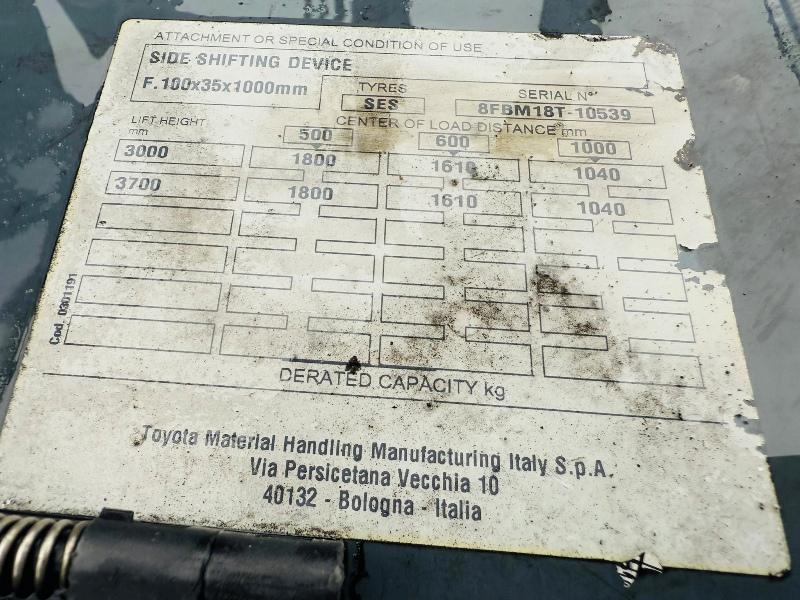 ATTACHMENT OR SPECIAL CONDITION OF USE
SIDE SHIFTING DEVICE
F. 100x35x1000mm
TYRES
SES
SERIAL N°
8FBM18T-10539
LIFT HEIGHT
mm
CENTER OF LOAD DISTANCE mm
500 600 1000
3000 1800 1610 1040
3700 1800 1610 1040
Cod. 0301191
DERATED CAPACITY kg
Toyota Material Handling Manufacturing Italy S.p.A.
Via Persicetana Vecchia 10
40132 - Bologna - Italia